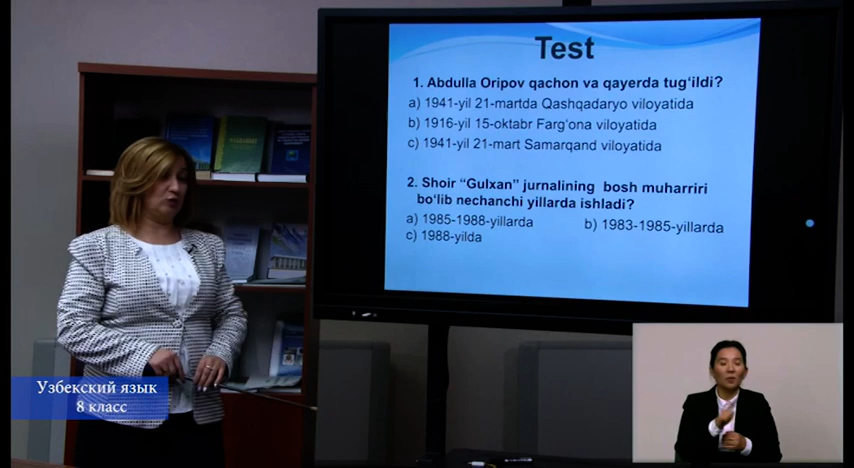 Test
1. Abdulla Oripov qachon va qayerda tug‘ildi?
a) 1941-yil 21-martda Qashqadaryo viloyatida
b) 1916-yil 15-oktabr Farg‘ona viloyatida
c) 1941-yil 21-mart Samarqand viloyatida
2. Shoir “Gulxan” jurnalining bosh muharriri
bo‘lib nechanchi yillarda ishladi?
a) 1985-1988-yillarda b) 1983-1985-yillarda
c) 1988-yilda
Узбекский язык
8 класс